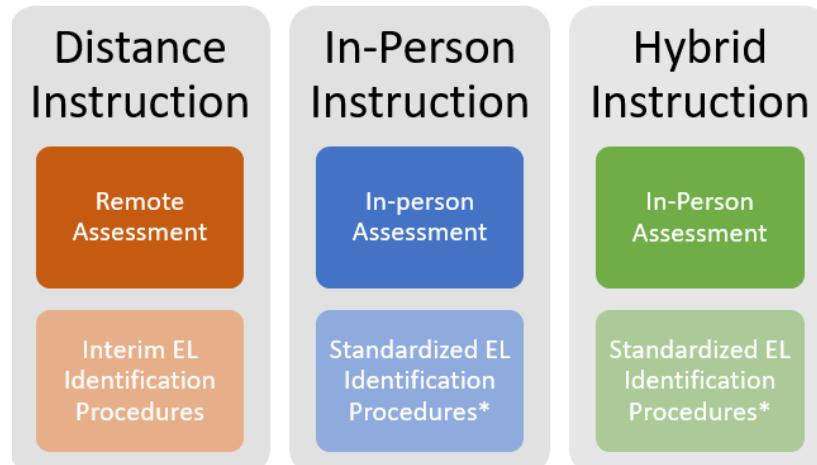 Distance
Instruction
Remote
Assessment
Interim EL
Identification
Procedures
In-Person
Instruction
In-person
Assessment
Standardized EL
Identification
Procedures*
Hybrid
Instruction
In-Person
Assessment
Standardized EL
Identification
Procedures*